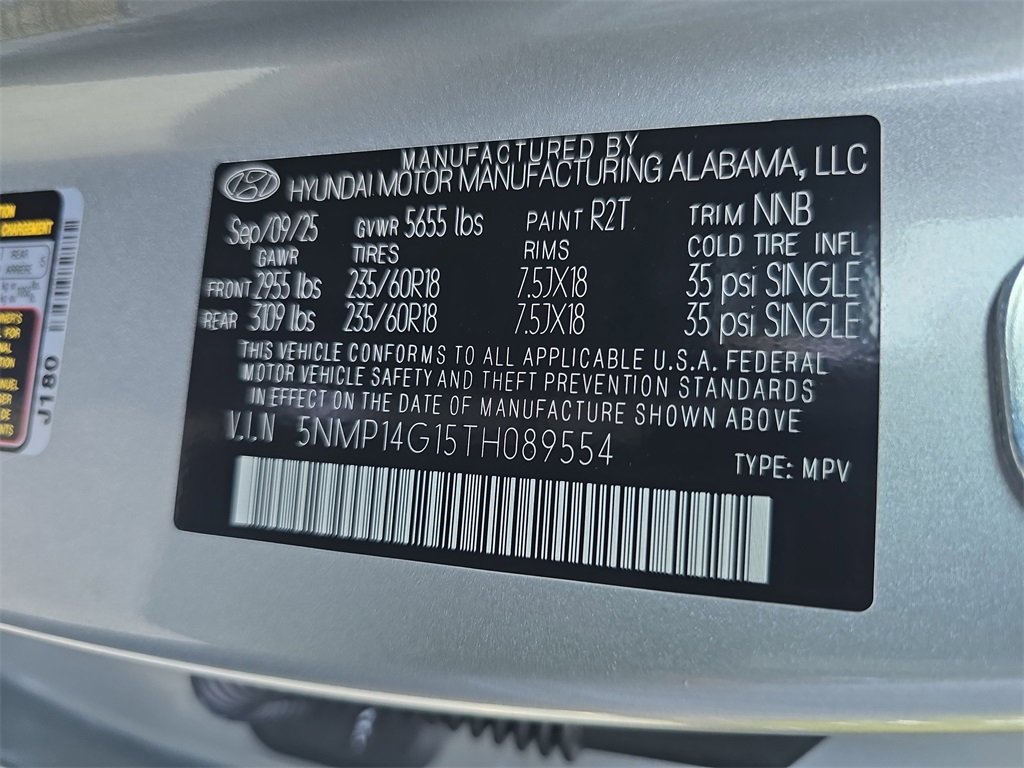 MANUFACTURED BY
HYUNDAI MOTOR MANUFACTURING ALABAMA, LLC
Sep/09/25 GVWR 5655 lbs PAINT R2T TRIM NNB
GAWR TIRES RIMS COLD TIRE INFL
FRONT 2955 lbs 235/60R18 7.5JX18 35 psi SINGLE
REAR 3109 lbs 235/60R18 7.5JX18 35 psi SINGLE
THIS VEHICLE CONFORMS TO ALL APPLICABLE U.S.A. FEDERAL
MOTOR VEHICLE SAFETY AND THEFT PREVENTION STANDARDS
IN EFFECT ON THE DATE OF MANUFACTURE SHOWN ABOVE
V.I.N 5NMP14G15TH089554
TYPE: MPV
CHARGEMENT
REAR
ARRIERE
J180